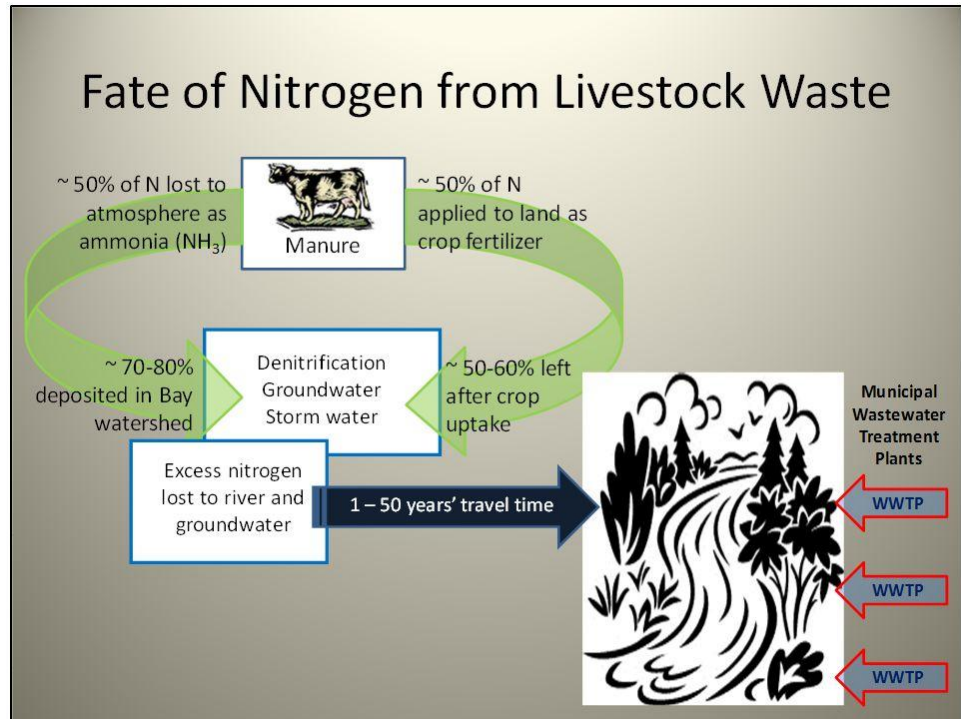 Fate of Nitrogen from Livestock Waste
~ 50% of N lost to
atmosphere as
ammonia (NH₃)
Manure
~ 50% of N
applied to land as
crop fertilizer
~ 70-80%
deposited in Bay
watershed
Denitrification
Groundwater
Storm water
~ 50-60% left
after crop
uptake
Excess nitrogen
lost to river and
groundwater
1 – 50 years’ travel time
Municipal
Wastewater
Treatment
Plants
WWTP
WWTP
WWTP